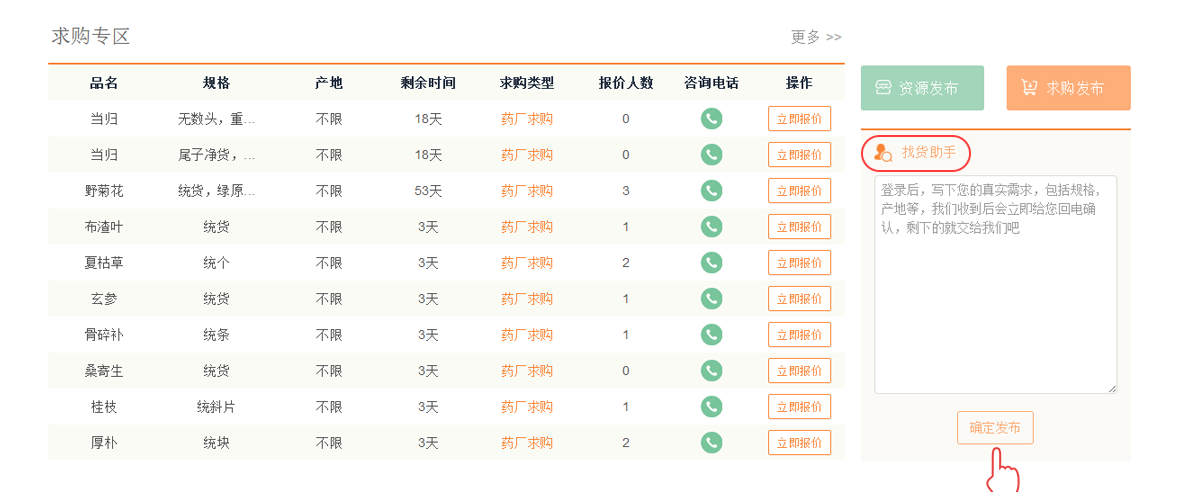 求购专区
更多 >>
品名 规格 产地 剩余时间 求购类型 报价人数 咨询电话 操作
当归 无数头，重... 不限 18天 药厂求购 0 立即报价
当归 尾子净货，... 不限 18天 药厂求购 0 立即报价
野菊花 统货，绿原... 不限 53天 药厂求购 3 立即报价
布渣叶 统货 不限 3天 药厂求购 1 立即报价
夏枯草 统个 不限 3天 药厂求购 2 立即报价
玄参 统货 不限 3天 药厂求购 1 立即报价
骨碎补 统条 不限 3天 药厂求购 1 立即报价
桑寄生 统货 不限 3天 药厂求购 0 立即报价
桂枝 统斜片 不限 3天 药厂求购 1 立即报价
厚朴 统块 不限 3天 药厂求购 2 立即报价
资源发布 求购发布
找货助手
登录后，写下您的真实需求，包括规格，
产地等，我们收到后会立即给您回电确
认，剩下的就交给我们吧
确定发布